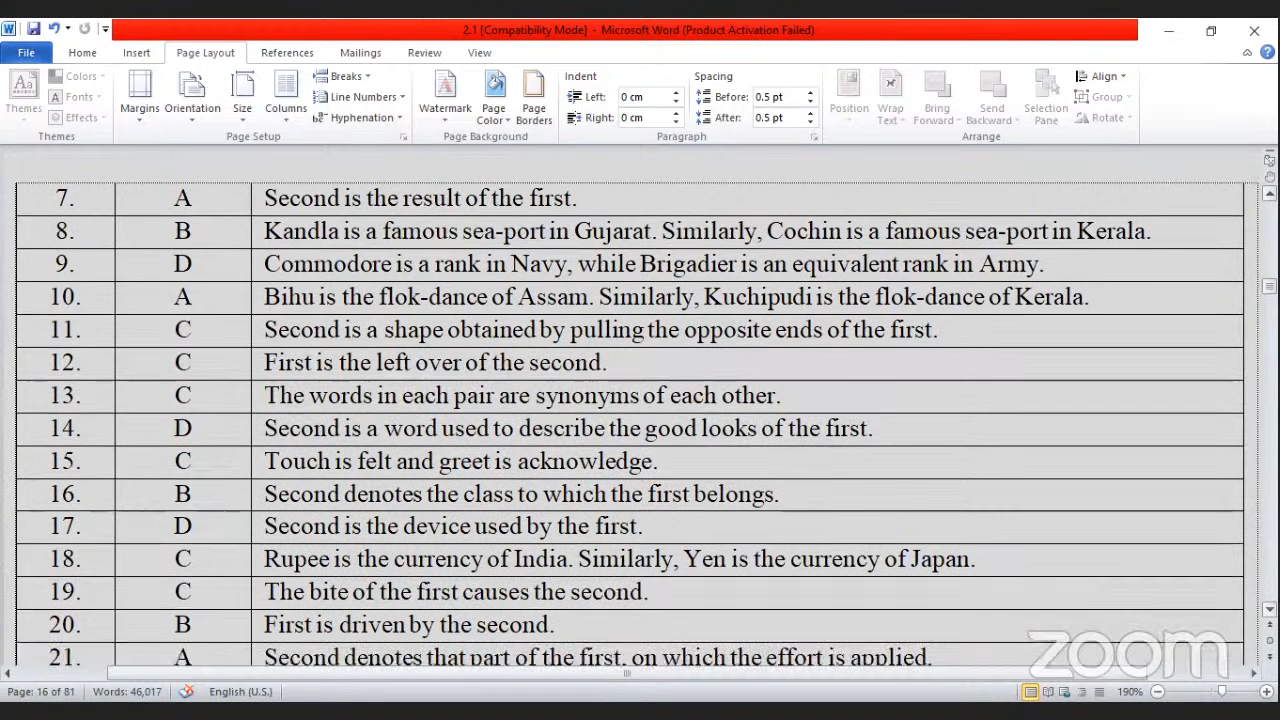 2.1 [Compatibility Mode] - Microsoft Word (Product Activation Failed)
File Home Insert Page Layout References Mailings Review View
Themes Colors Fonts Effects Margins Orientation Size Columns Breaks Line Numbers Hyphenation Watermark Page Color Page Borders Indent Left: 0 cm Right: 0 cm Spacing Before: 0.5 pt After: 0.5 pt Position Wrap Text Bring Forward Send Backward Selection Pane Align Group Rotate
Themes Page Setup Page Background Paragraph Arrange
7. A Second is the result of the first.
8. B Kandla is a famous sea-port in Gujarat. Similarly, Cochin is a famous sea-port in Kerala.
9. D Commodore is a rank in Navy, while Brigadier is an equivalent rank in Army.
10. A Bihu is the flok-dance of Assam. Similarly, Kuchipudi is the flok-dance of Kerala.
11. C Second is a shape obtained by pulling the opposite ends of the first.
12. C First is the left over of the second.
13. C The words in each pair are synonyms of each other.
14. D Second is a word used to describe the good looks of the first.
15. C Touch is felt and greet is acknowledge.
16. B Second denotes the class to which the first belongs.
17. D Second is the device used by the first.
18. C Rupee is the currency of India. Similarly, Yen is the currency of Japan.
19. C The bite of the first causes the second.
20. B First is driven by the second.
21. A Second denotes that part of the first, on which the effort is applied.
zoom
Page: 16 of 81 Words: 46,017 English (U.S.) 190%